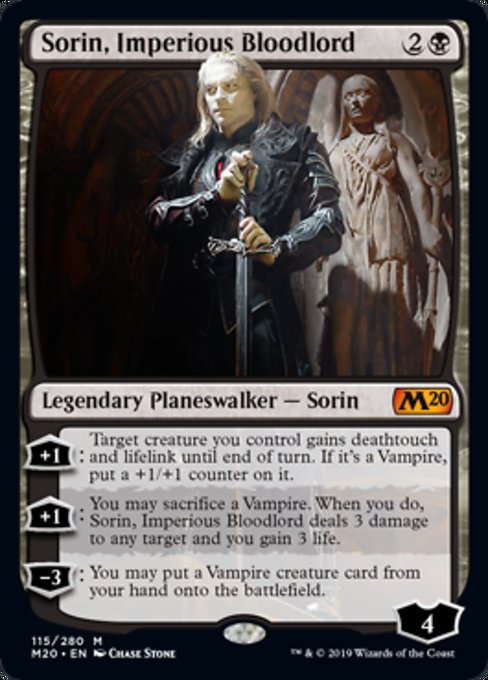 Sorin, Imperious Bloodlord 2
Legendary Planeswalker — Sorin M20
+1: Target creature you control gains deathtouch
and lifelink until end of turn. If it's a Vampire,
put a +1/+1 counter on it.
+1: You may sacrifice a Vampire. When you do,
Sorin, Imperious Bloodlord deals 3 damage
to any target and you gain 3 life.
−3: You may put a Vampire creature card from
your hand onto the battlefield.
4
115/280 M
M20 • EN Chase Stone
™ & © 2019 Wizards of the Coast